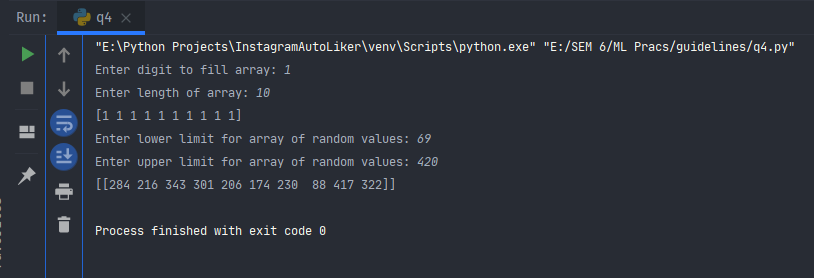 Run: q4
"E:\Python Projects\InstagramAutoLiker\venv\Scripts\python.exe" "E:/SEM 6/ML Pracs/guidelines/q4.py"
Enter digit to fill array: 1
Enter length of array: 10
[1 1 1 1 1 1 1 1 1 1]
Enter lower limit for array of random values: 69
Enter upper limit for array of random values: 420
[[284 216 343 301 206 174 230  88 417 322]]
Process finished with exit code 0